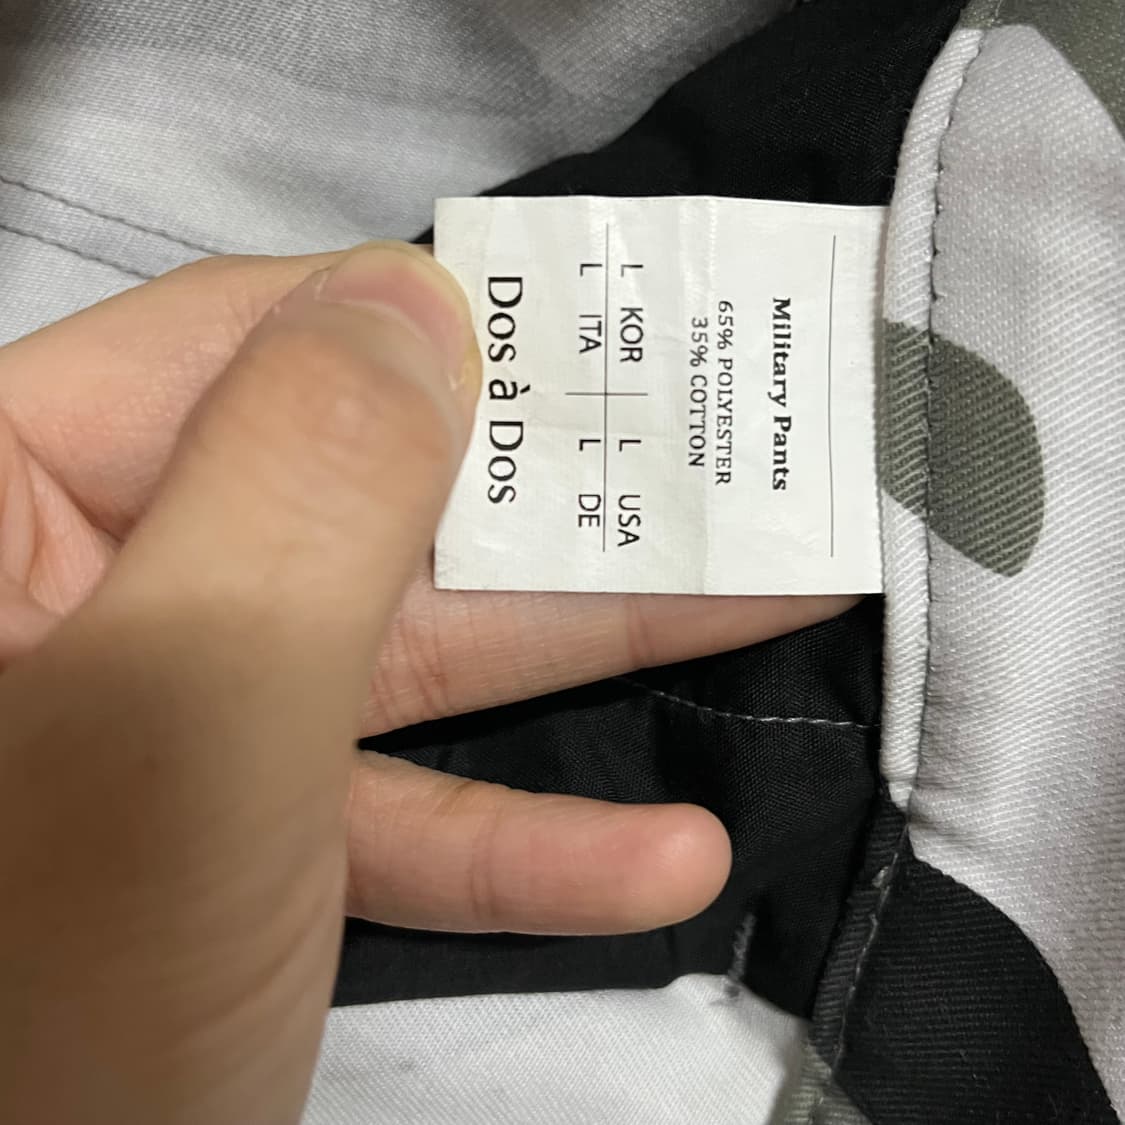 Military Pants
65% POLYESTER
35% COTTON
L KOR L USA
L ITA L DE
Dos à Dos